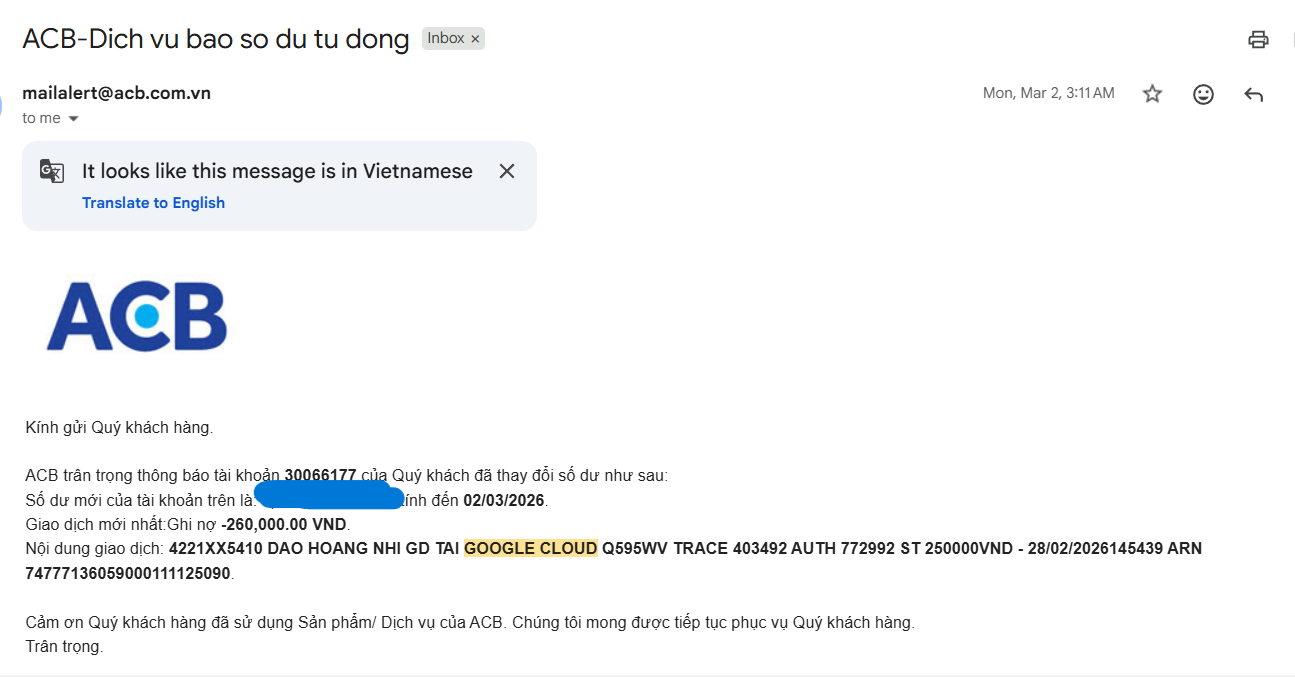 ACB-Dich vu bao so du tu dong Inbox ×
mailalert@acb.com.vn
Mon, Mar 2, 3:11 AM
to me
It looks like this message is in Vietnamese
Translate to English
ACB
Kính gửi Quý khách hàng.
ACB trân trọng thông báo tài khoản 30066177 của Quý khách đã thay đổi số dư như sau:
Số dư mới của tài khoản trên là: tính đến 02/03/2026.
Giao dịch mới nhất:Ghi nợ -260,000.00 VND.
Nội dung giao dịch: 4221XX5410 DAO HOANG NHI GD TAI GOOGLE CLOUD Q595WV TRACE 403492 AUTH 772992 ST 250000VND - 28/02/2026145439 ARN
74777136059000111125090.
Cảm ơn Quý khách hàng đã sử dụng Sản phẩm/ Dịch vụ của ACB. Chúng tôi mong được tiếp tục phục vụ Quý khách hàng.
Trân trọng.